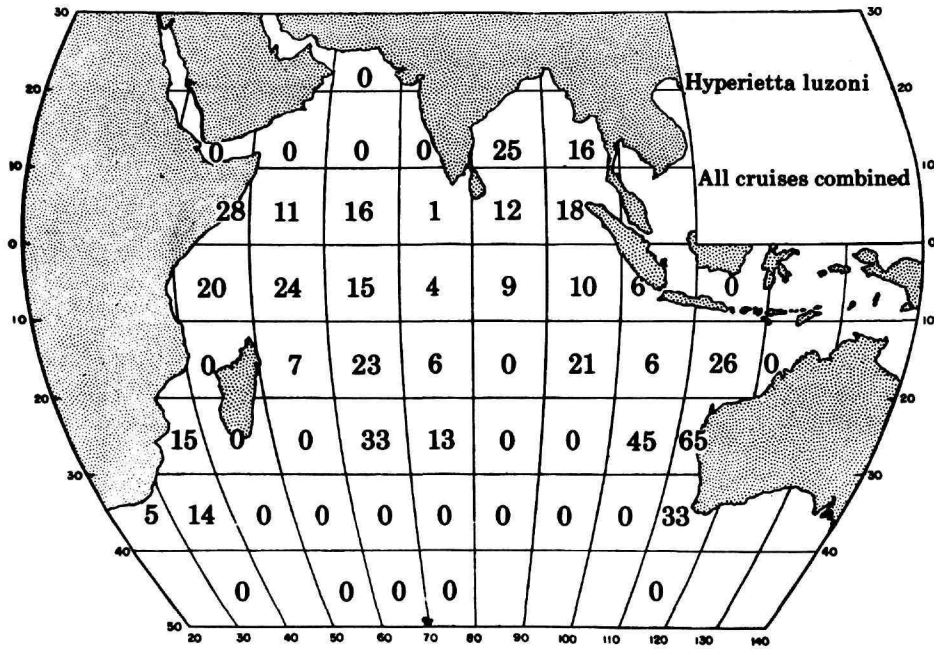 30 30
Hyperietta luzoni
0
20 20
0 0 0 0 25 16
10 10
All cruises combined
28 11 16 1 12 18
0 0
20 24 15 4 9 10 6 0
10 10
0 7 23 6 0 21 6 26 0
20 20
15 0 0 33 13 0 0 45 65
30 30
5 14 0 0 0 0 0 0 0 0 33
40 40
0 0 0 0 0
50 20 30 40 50 60 70 80 90 100 110 120 130 140